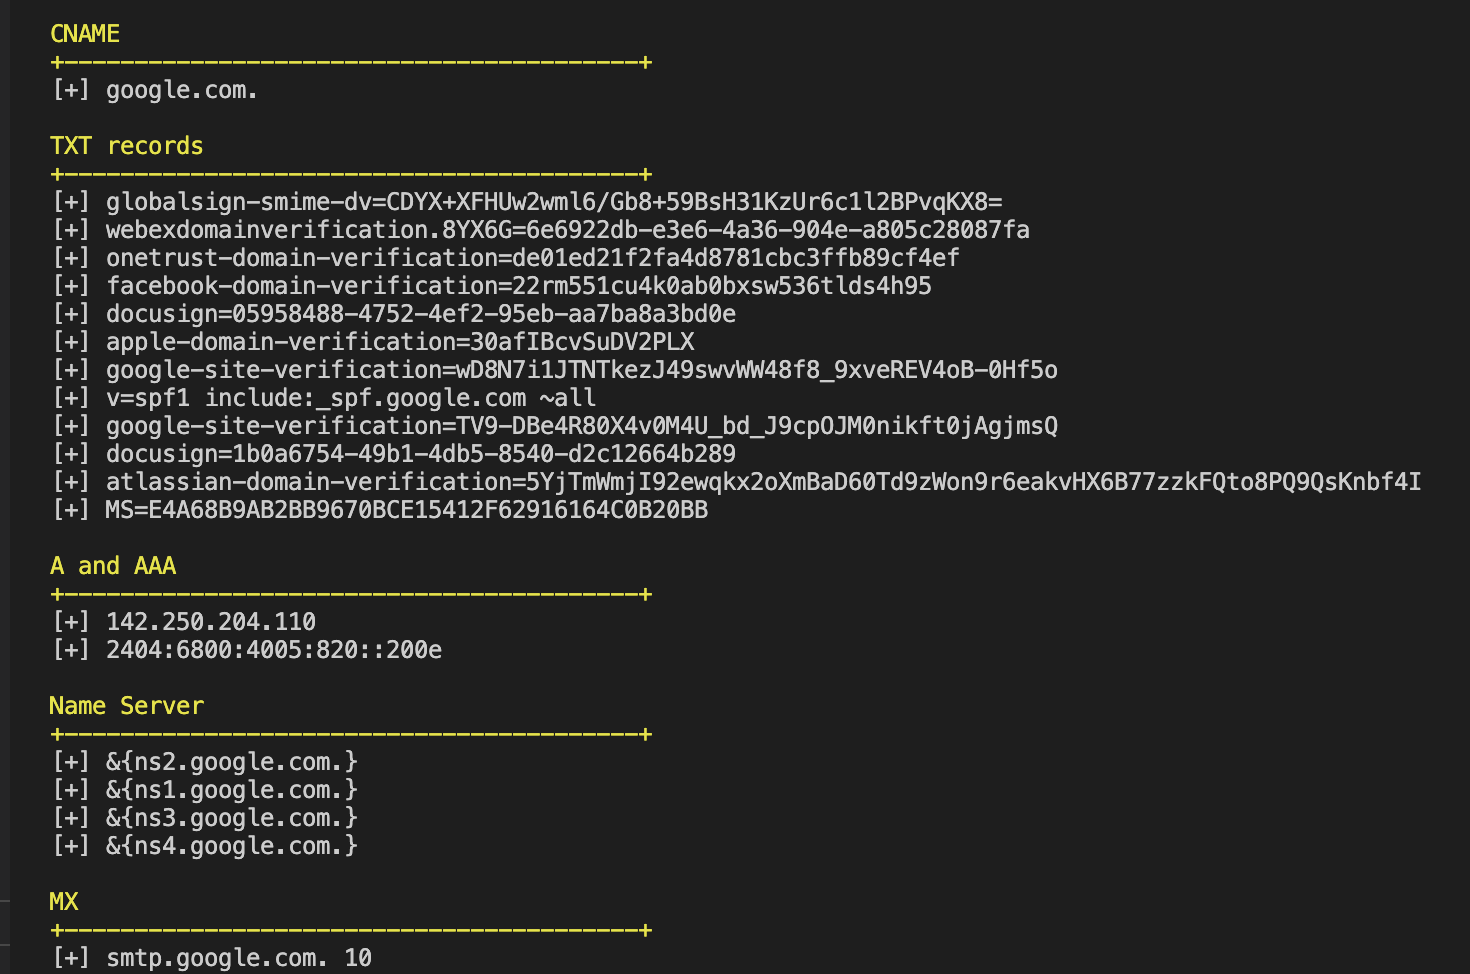 CNAME
+-----------------------------------------+
[+] google.com.
TXT records
+-----------------------------------------+
[+] globalsign-smime-dv=CDYX+XFHUw2wml6/Gb8+59BsH31KzUr6c1l2BPvqKX8=
[+] webexdomainverification.8YX6G=6e6922db-e3e6-4a36-904e-a805c28087fa
[+] onetrust-domain-verification=de01ed21f2fa4d8781cbc3ffb89cf4ef
[+] facebook-domain-verification=22rm551cu4k0ab0bxsw536tlds4h95
[+] docusign=05958488-4752-4ef2-95eb-aa7ba8a3bd0e
[+] apple-domain-verification=30afIBcvSuDV2PLX
[+] google-site-verification=wD8N7i1JTNTkezJ49swvWW48f8_9xveREV4oB-0Hf5o
[+] v=spf1 include:_spf.google.com ~all
[+] google-site-verification=TV9-DBe4R80X4v0M4U_bd_J9cpOJM0nikft0jAgjmsQ
[+] docusign=1b0a6754-49b1-4db5-8540-d2c12664b289
[+] atlassian-domain-verification=5YjTmWmjI92ewqkx2oXmBaD60Td9zWon9r6eakvHX6B77zzkFQto8PQ9QsKnbf4I
[+] MS=E4A68B9AB2BB9670BCE15412F62916164C0B20BB
A and AAA
+-----------------------------------------+
[+] 142.250.204.110
[+] 2404:6800:4005:820::200e
Name Server
+-----------------------------------------+
[+] &{ns2.google.com.}
[+] &{ns1.google.com.}
[+] &{ns3.google.com.}
[+] &{ns4.google.com.}
MX
+-----------------------------------------+
[+] smtp.google.com. 10